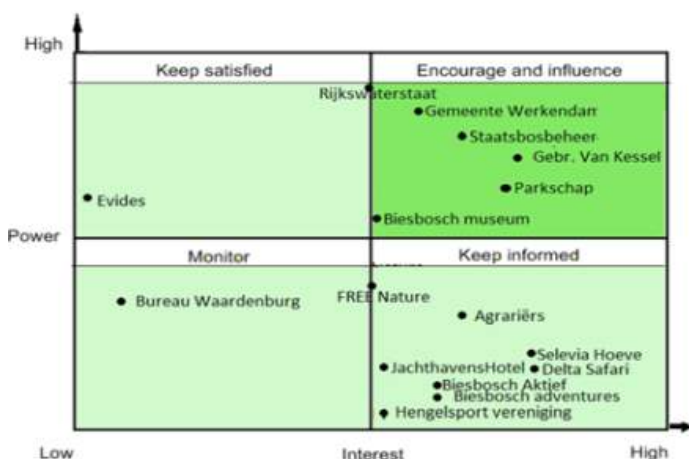 High
Keep satisfied
Encourage and influence
Rijkswaterstaat
Gemeente Werkendam
Staatsbosbeheer
Gebr. Van Kessel
Parkschap
Evides
Biesbosch museum
Power
Monitor
Keep informed
FREE Nature
Bureau Waardenburg
Agrariërs
Selevia Hoeve
JachthavensHotel
Delta Safari
Biesbosch Aktief
Biesbosch adventures
Hengelsport vereniging
Low
Interest
High